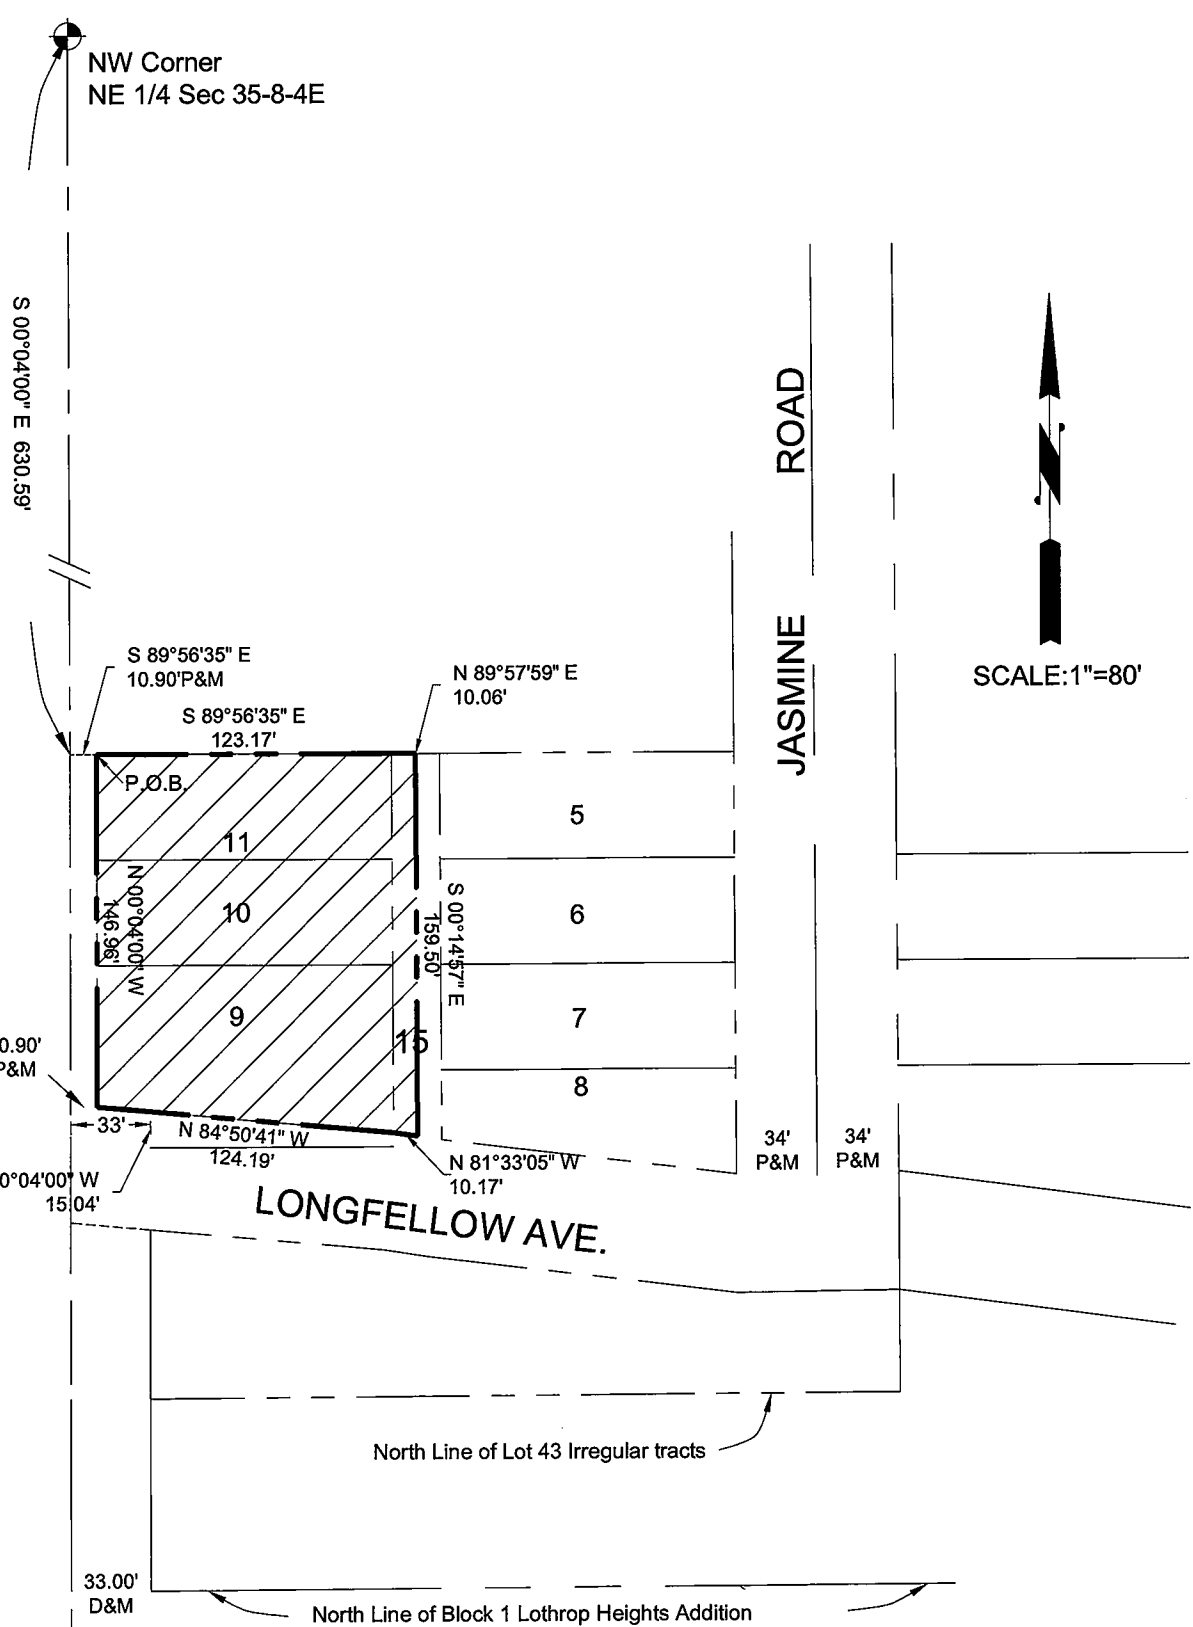 NW Corner
NE 1/4 Sec 35-8-4E
S 00°04'00" E 630.59'
JASMINE ROAD
N
SCALE:1"=80'
S 89°56'35" E
10.90'P&M
N 89°57'59" E
10.06'
S 89°56'35" E
123.17'
P.O.B.
11
5
N 00°04'00" W
146.96'
10
S 00°14'57" E
159.50'
6
9
15
7
8
0.90'
P&M
33'
N 84°50'41" W
124.19'
N 81°33'05" W
10.17'
34'
P&M
34'
P&M
0°04'00" W
15.04'
LONGFELLOW AVE.
North Line of Lot 43 Irregular tracts
33.00'
D&M
North Line of Block 1 Lothrop Heights Addition